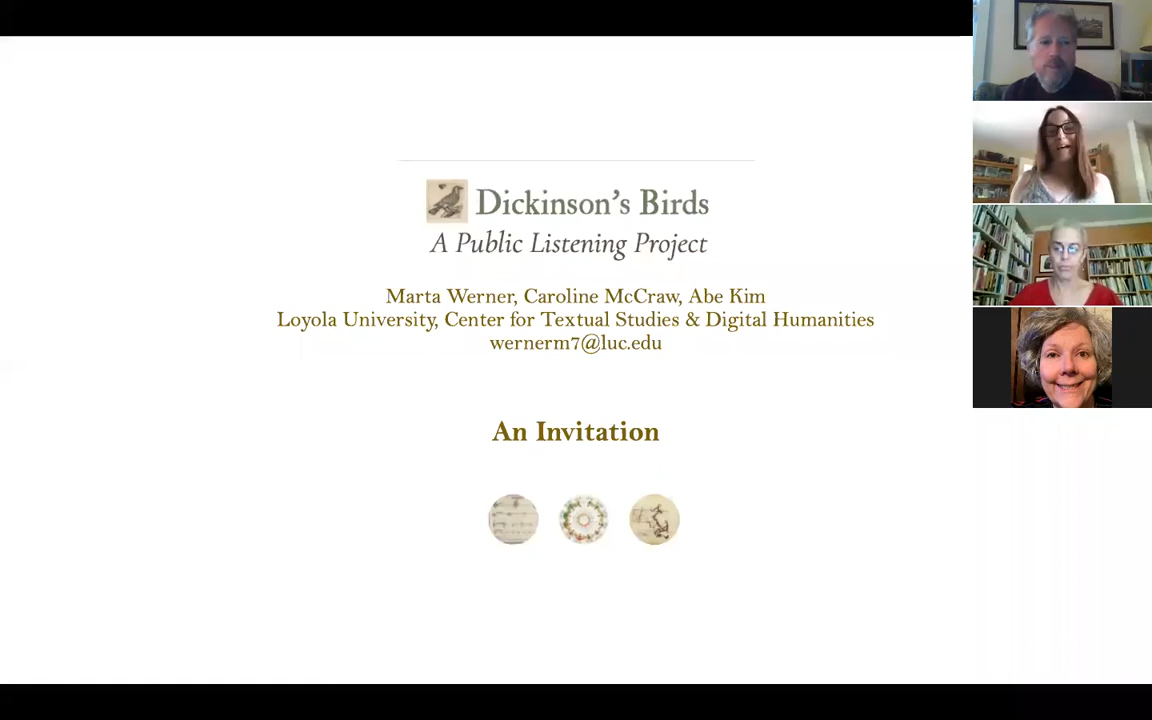 Dickinson's Birds
A Public Listening Project
Marta Werner, Caroline McCraw, Abe Kim
Loyola University, Center for Textual Studies & Digital Humanities
wernerm7@luc.edu
An Invitation